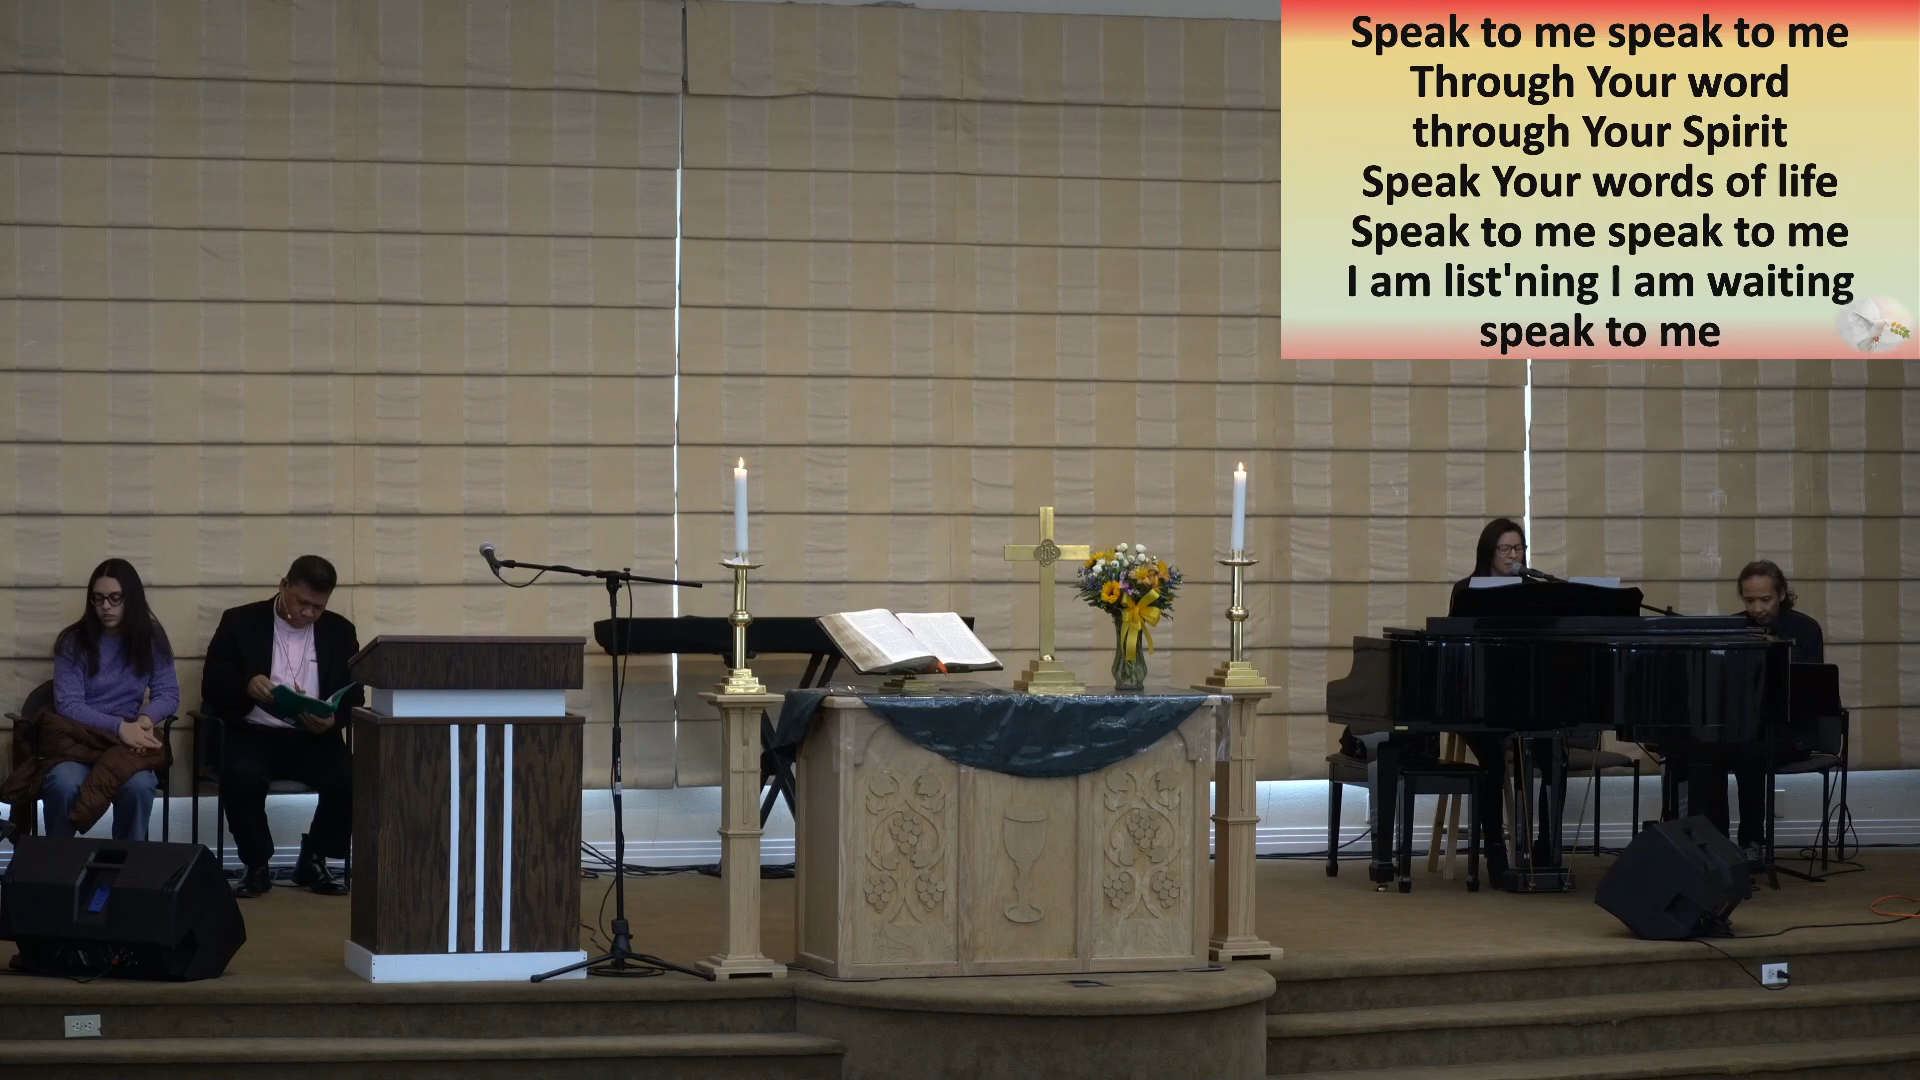 Speak to me speak to me
Through Your word
through Your Spirit
Speak Your words of life
Speak to me speak to me
I am list'ning I am waiting
speak to me